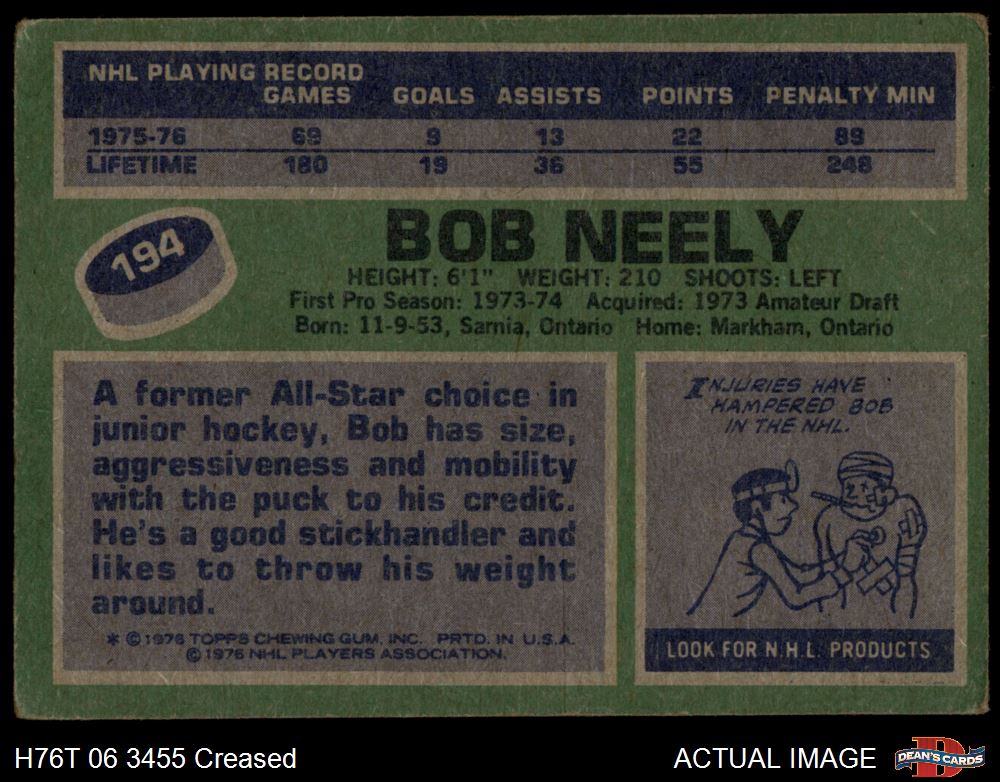 NHL PLAYING RECORD
GAMES GOALS ASSISTS POINTS PENALTY MIN
1975-76 69 9 13 22 89
LIFETIME 180 19 36 55 248
194
BOB NEELY
HEIGHT: 6'1" WEIGHT: 210 SHOOTS: LEFT
First Pro Season: 1973-74 Acquired: 1973 Amateur Draft
Born: 11-9-53, Sarnia, Ontario Home: Markham, Ontario
A former All-Star choice in
junior hockey, Bob has size,
aggressiveness and mobility
with the puck to his credit.
He's a good stickhandler and
likes to throw his weight
around.
* © 1976 TOPPS CHEWING GUM, INC. PRTD. IN U.S.A.
© 1976 NHL PLAYERS ASSOCIATION.
INJURIES HAVE
HAMPERED BOB
IN THE NHL.
LOOK FOR N.H.L. PRODUCTS
H76T 06 3455 Creased
ACTUAL IMAGE
D
DEAN'S CARDS